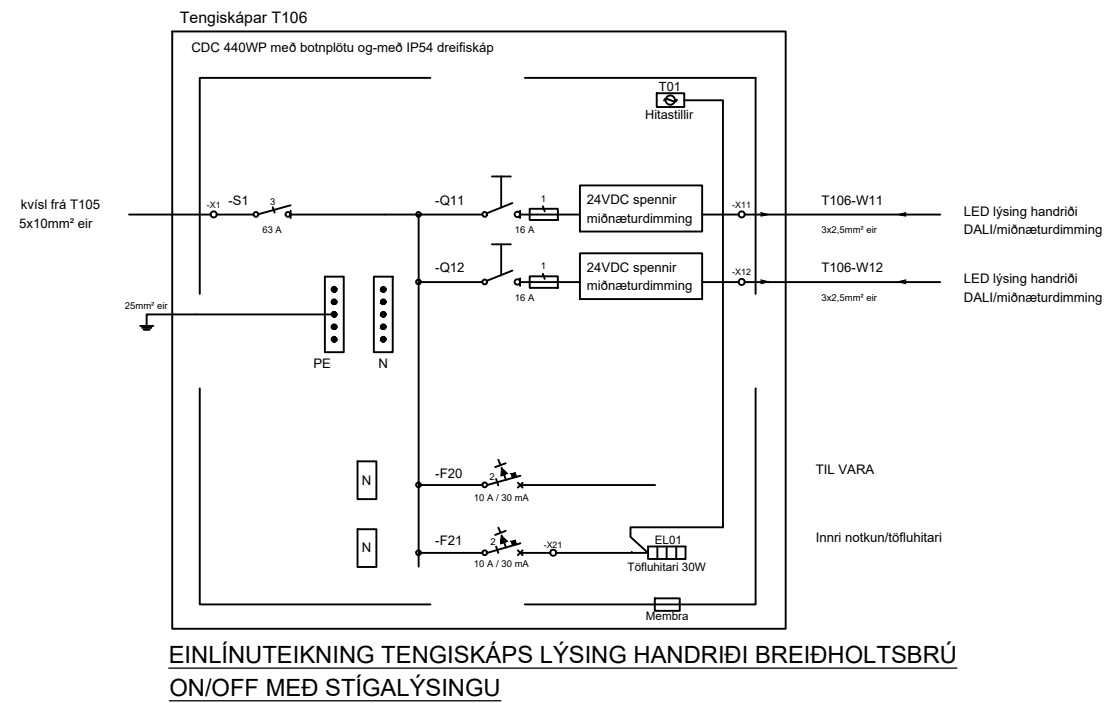 Tengiskápar T106
CDC 440WP með botnplötu og-með IP54 dreifiskáp
T01
Hitastillir
kvísl frá T105
5x10mm² eir
-X1
-S1
3
63 A
-Q11
1
16 A
24VDC spennir
miðnæturdimming
-X11
T106-W11
3x2,5mm² eir
LED lýsing handriði
DALI/miðnæturdimming
-Q12
1
16 A
24VDC spennir
miðnæturdimming
-X12
T106-W12
3x2,5mm² eir
LED lýsing handriði
DALI/miðnæturdimming
25mm² eir
PE
N
N
-F20
2
10 A / 30 mA
TIL VARA
N
-F21
2
10 A / 30 mA
-X21
EL01
Töfluhitari 30W
Innri notkun/töfluhitari
Membra
EINLÍNUTEIKNING TENGISKÁPS LÝSING HANDRIÐI BREIÐHOLTSBRÚ
ON/OFF MEÐ STÍGALÝSINGU